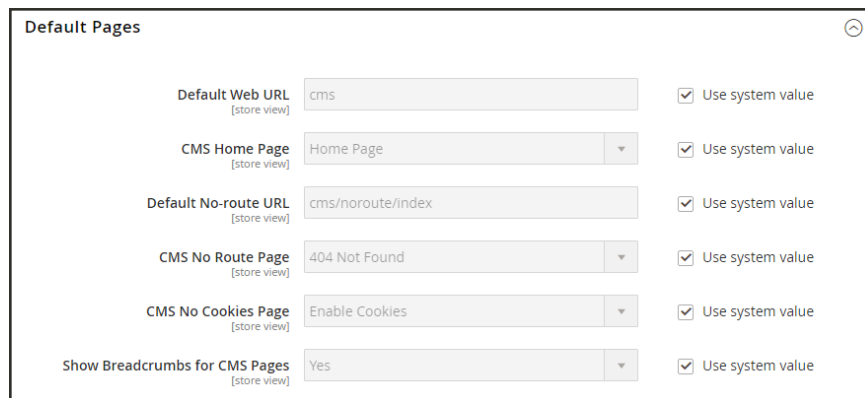 Default Pages
Default Web URL
[store view]
cms
Use system value
CMS Home Page
[store view]
Home Page
Use system value
Default No-route URL
[store view]
cms/noroute/index
Use system value
CMS No Route Page
[store view]
404 Not Found
Use system value
CMS No Cookies Page
[store view]
Enable Cookies
Use system value
Show Breadcrumbs for CMS Pages
[store view]
Yes
Use system value